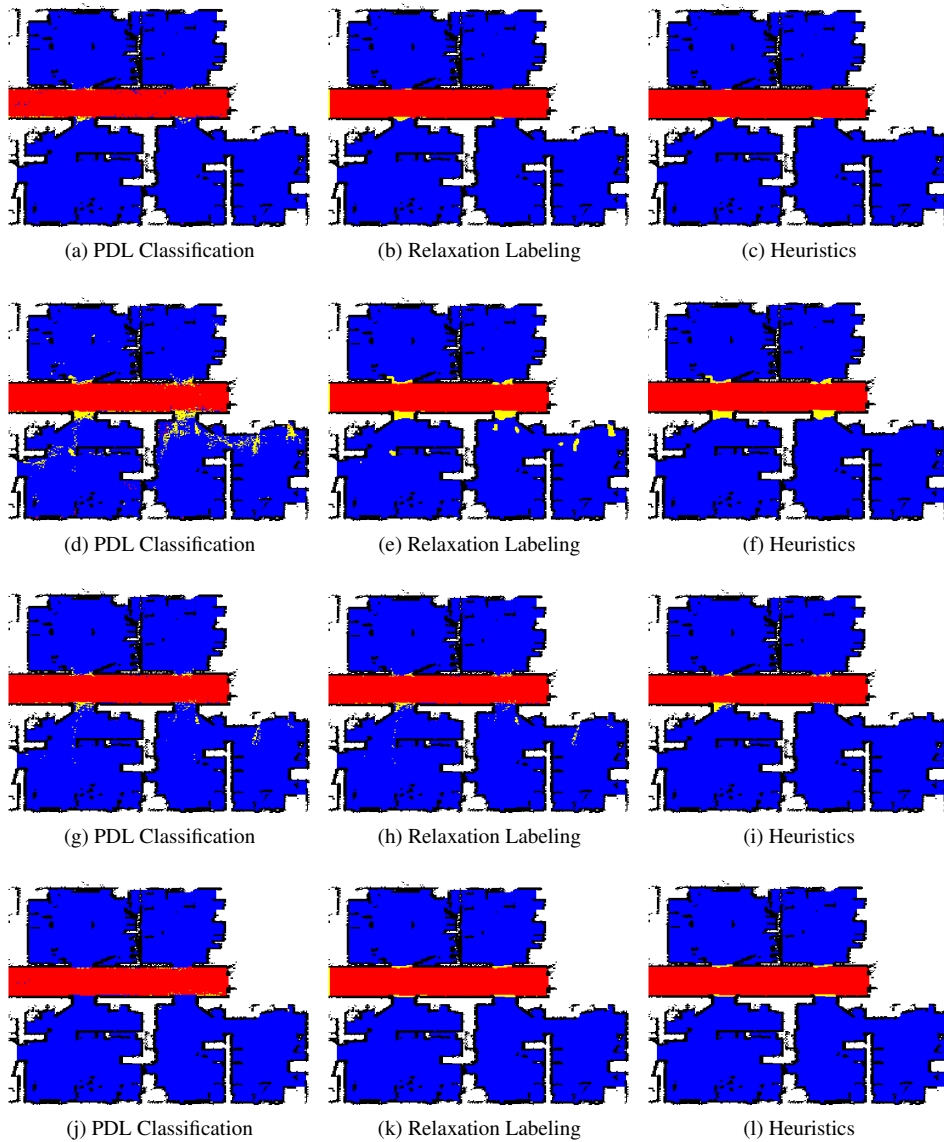 (a) PDL Classification
(b) Relaxation Labeling
(c) Heuristics
(d) PDL Classification
(e) Relaxation Labeling
(f) Heuristics
(g) PDL Classification
(h) Relaxation Labeling
(i) Heuristics
(j) PDL Classification
(k) Relaxation Labeling
(l) Heuristics